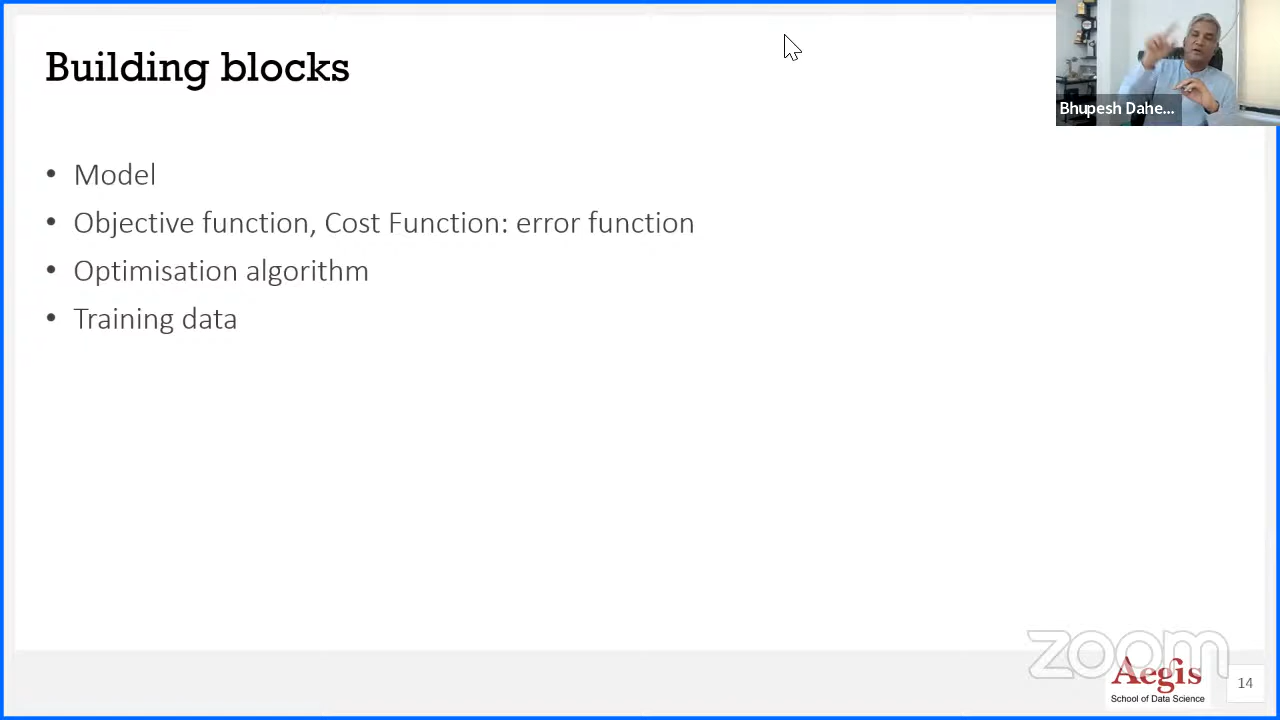 Building blocks
Bhupesh Dahe...
• Model
• Objective function, Cost Function: error function
• Optimisation algorithm
• Training data
zoom
Aegis
School of Data Science
14